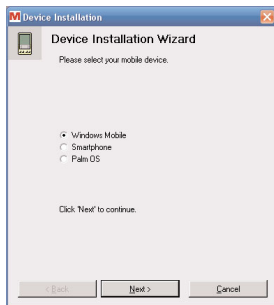 M Device Installation
Device Installation Wizard
Please select your mobile device.
Windows Mobile
Smartphone
Palm OS
Click 'Next' to continue.
< Back
Next >
Cancel